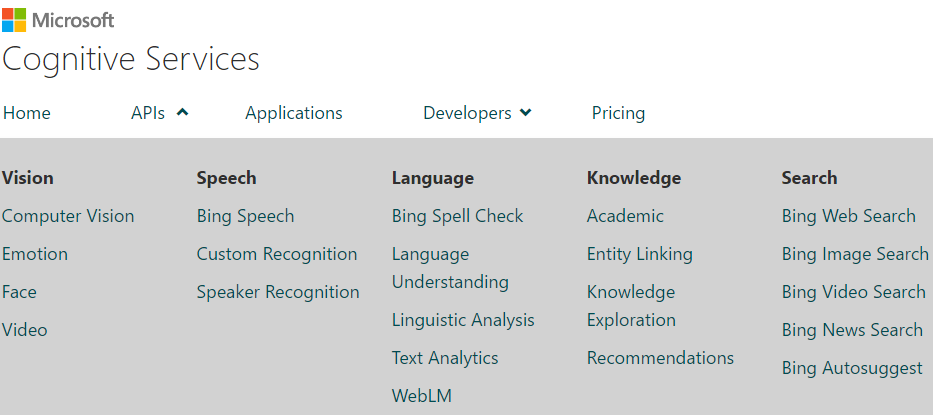 Microsoft
Cognitive Services
Home APIs Applications Developers Pricing
Vision Speech Language Knowledge Search
Computer Vision Bing Speech Bing Spell Check Academic Bing Web Search
Emotion Custom Recognition Language Entity Linking Bing Image Search
Understanding
Face Speaker Recognition Knowledge Bing Video Search
Video Linguistic Analysis Exploration Bing News Search
Text Analytics Recommendations Bing Autosuggest
WebLM